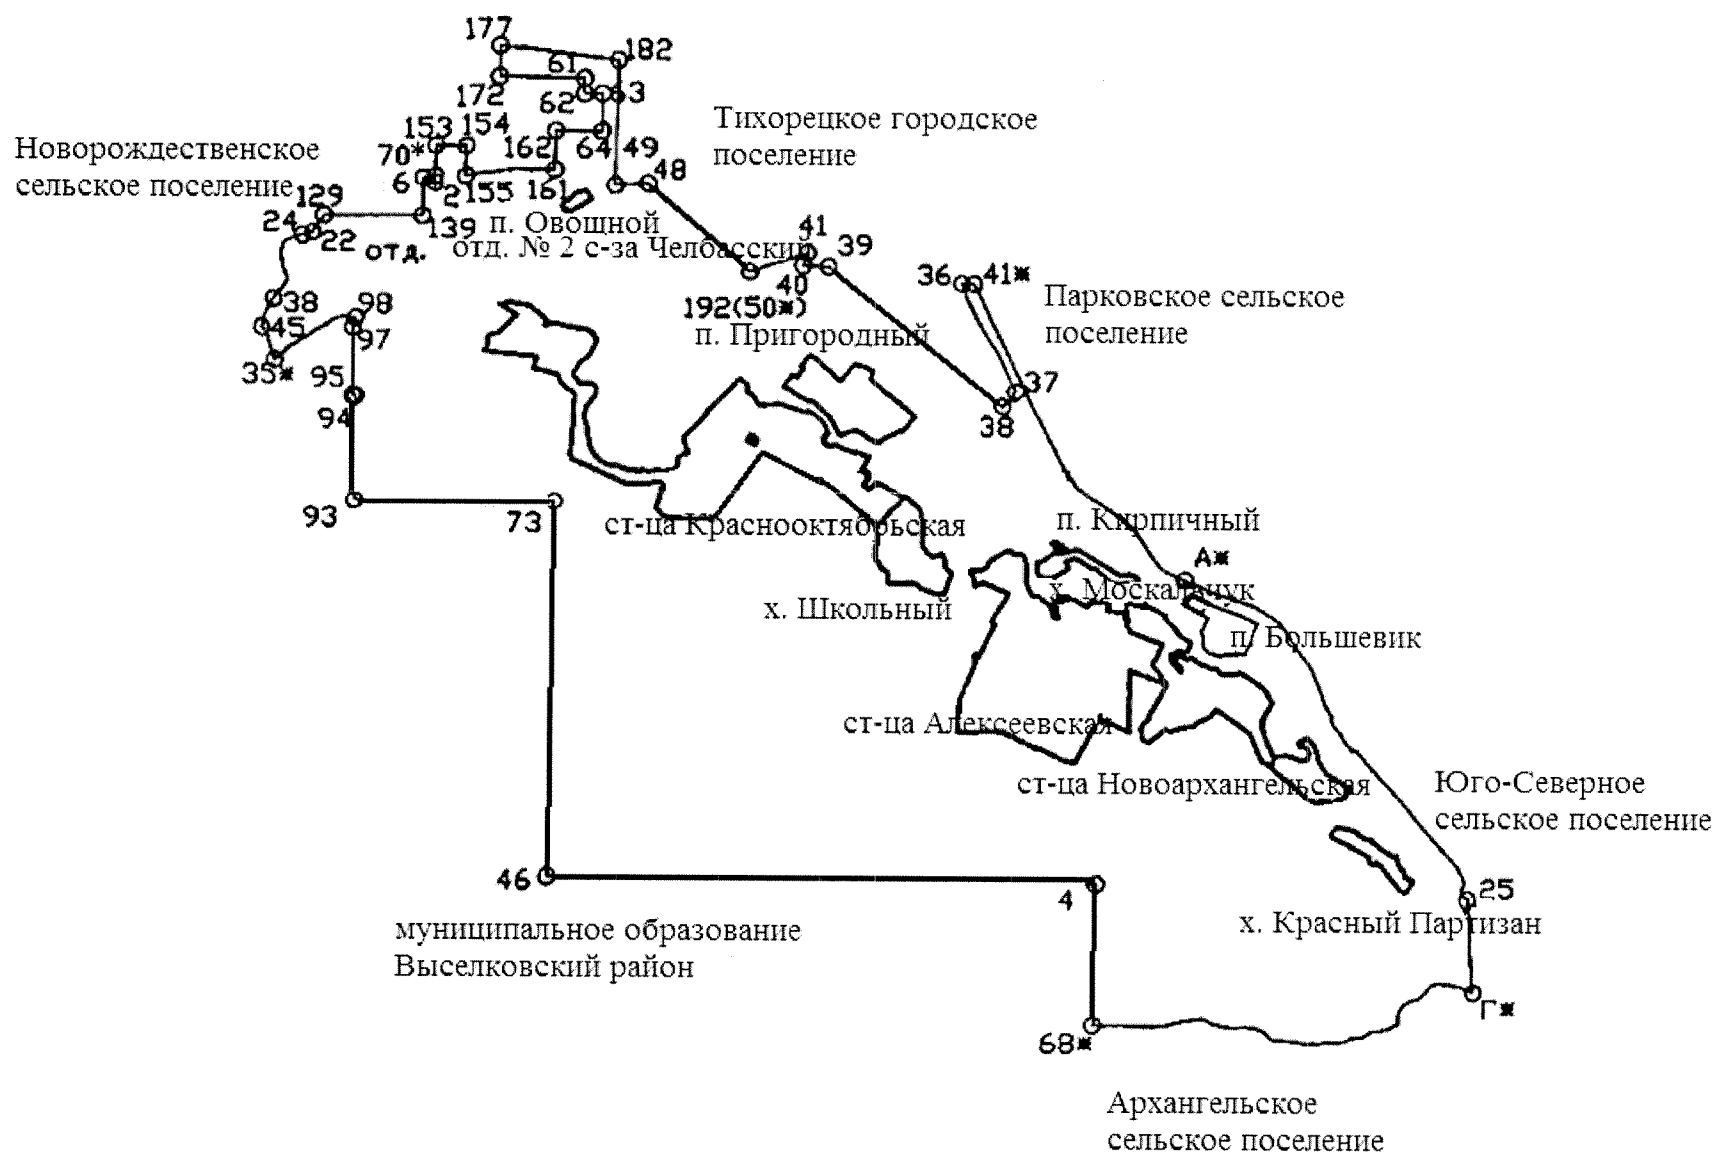 177
182
61
172
62
3
Тихорецкое городское
поселение
153
154
Новорождественское
сельское поселение
70*
162
64
49
48
6
2
155
161
129
24
22
139
п. Овощной
отд.
отд. № 2 с-за Челбасский
41
39
40
36
41*
38
98
192(50*)
Парковское сельское
поселение
45
97
п. Пригородный
35*
95
37
94
38
93
73
ст-ца Краснооктябрьская
п. Кирпичный
А*
х. Москальчук
х. Школьный
п. Большевик
ст-ца Алексеевская
ст-ца Новоархангельская
Юго-Северное
сельское поселение
46
4
25
х. Красный Партизан
муниципальное образование
Выселковский район
Г*
68*
Архангельское
сельское поселение